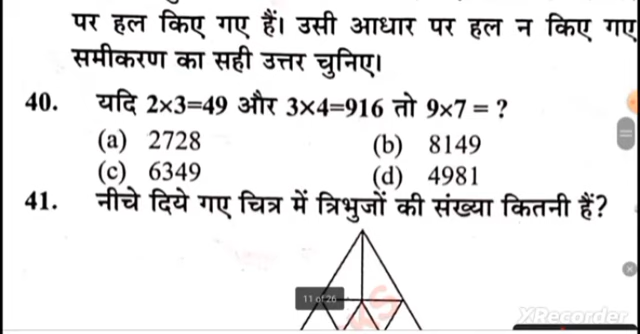 पर हल किए गए हैं। उसी आधार पर हल न किए गए
समीकरण का सही उत्तर चुनिए।
40. यदि 2×3=49 और 3×4=916 तो 9×7 = ?
(a) 2728 (b) 8149
(c) 6349 (d) 4981
41. नीचे दिये गए चित्र में त्रिभुजों की संख्या कितनी हैं?
11 of 26
XRecorder